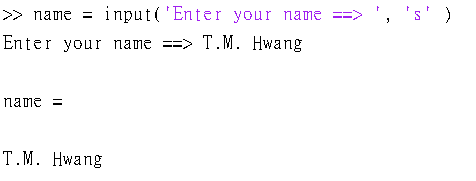 >> name = input('Enter your name ==> ', 's' )
Enter your name ==> T.M. Hwang
name =
T.M. Hwang